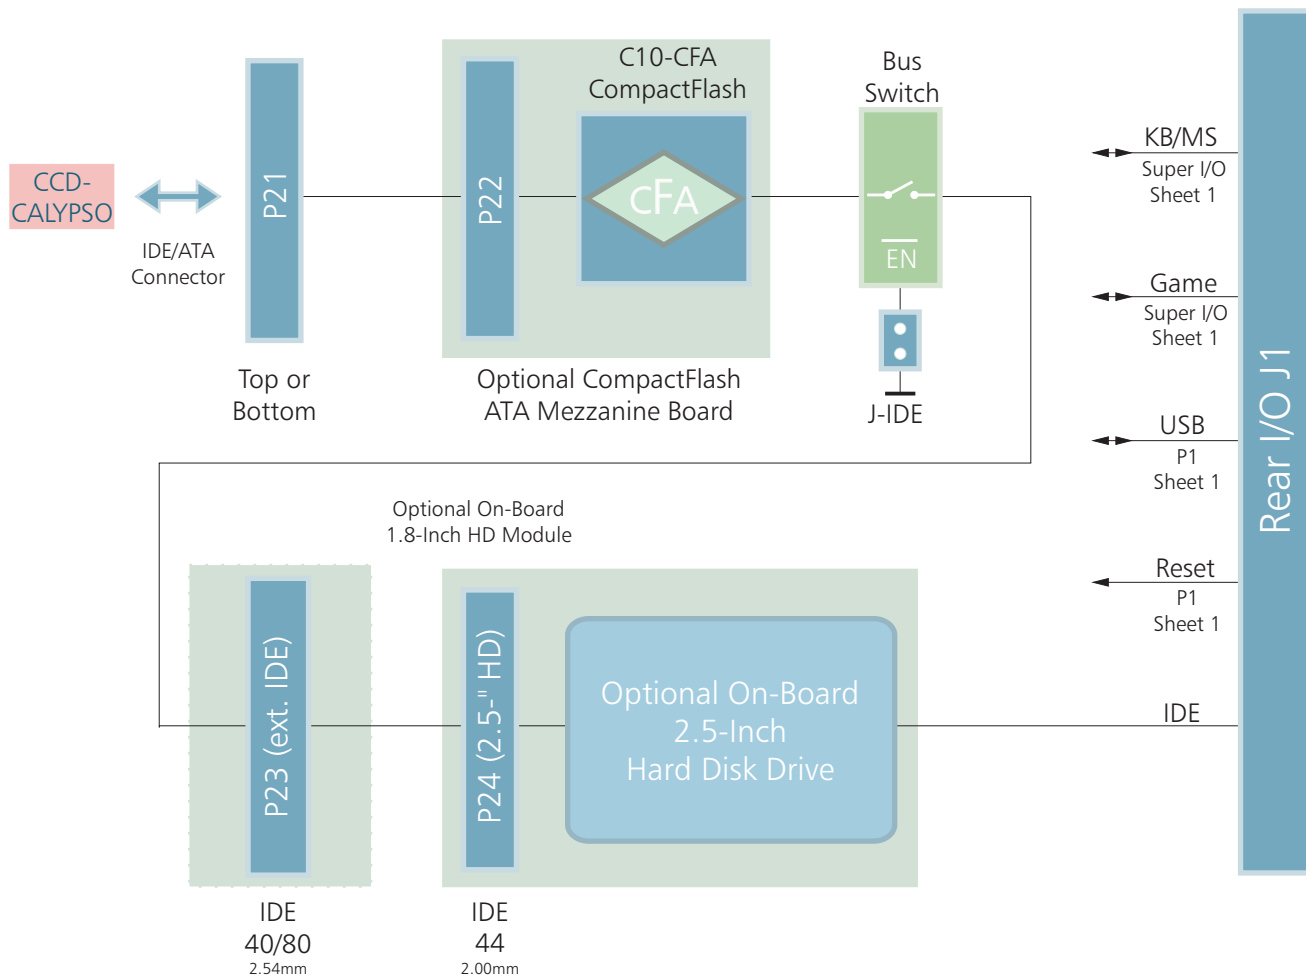 CCD-
CALYPSO
IDE/ATA
Connector
P21
Top or
Bottom
P22
C10-CFA
CompactFlash
CFA
Optional CompactFlash
ATA Mezzanine Board
Bus
Switch
EN
J-IDE
KB/MS
Super I/O
Sheet 1
Game
Super I/O
Sheet 1
USB
P1
Sheet 1
Reset
P1
Sheet 1
IDE
Rear I/O J1
Optional On-Board
1.8-Inch HD Module
P23 (ext. IDE)
IDE
40/80
2.54mm
P24 (2.5-" HD)
IDE
44
2.00mm
Optional On-Board
2.5-Inch
Hard Disk Drive